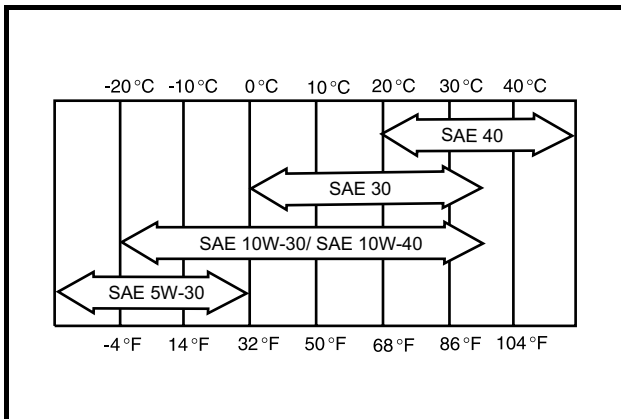 -20 °C -10 °C 0 °C 10 °C 20 °C 30 °C 40 °C
SAE 40
SAE 30
SAE 10W-30/ SAE 10W-40
SAE 5W-30
-4 °F 14 °F 32 °F 50 °F 68 °F 86 °F 104 °F